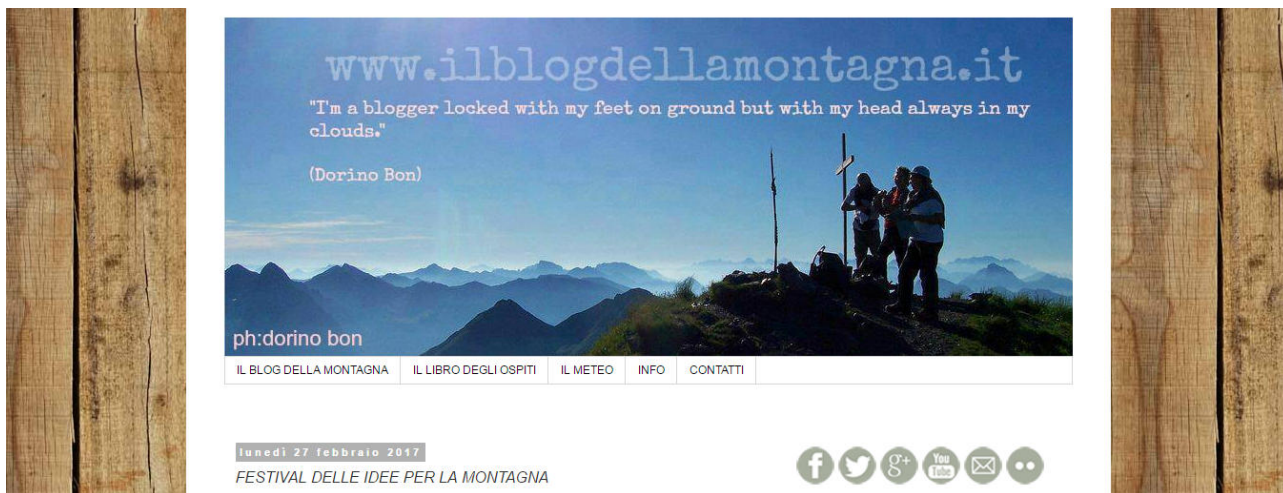 www.ilblogdellamontagna.it
"I'm a blogger locked with my feet on ground but with my head always in my
clouds."
(Dorino Bon)
ph:dorino bon
IL BLOG DELLA MONTAGNA IL LIBRO DEGLI OSPITI IL METEO INFO CONTATTI
lunedì 27 febbraio 2017
FESTIVAL DELLE IDEE PER LA MONTAGNA
f g+ You Tube